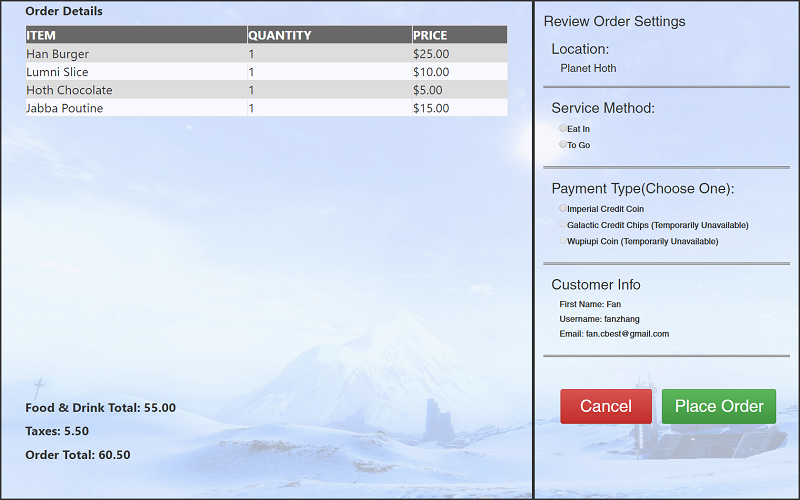 Order Details
ITEM QUANTITY PRICE
Han Burger 1 $25.00
Lumni Slice 1 $10.00
Hoth Chocolate 1 $5.00
Jabba Poutine 1 $15.00
Food & Drink Total: 55.00
Taxes: 5.50
Order Total: 60.50
Review Order Settings
Location:
Planet Hoth
Service Method:
Eat In
To Go
Payment Type(Choose One):
Imperial Credit Coin
Galactic Credit Chips (Temporarily Unavailable)
Wupiupi Coin (Temporarily Unavailable)
Customer Info
First Name: Fan
Username: fanzhang
Email: fan.cbest@gmail.com
Cancel Place Order